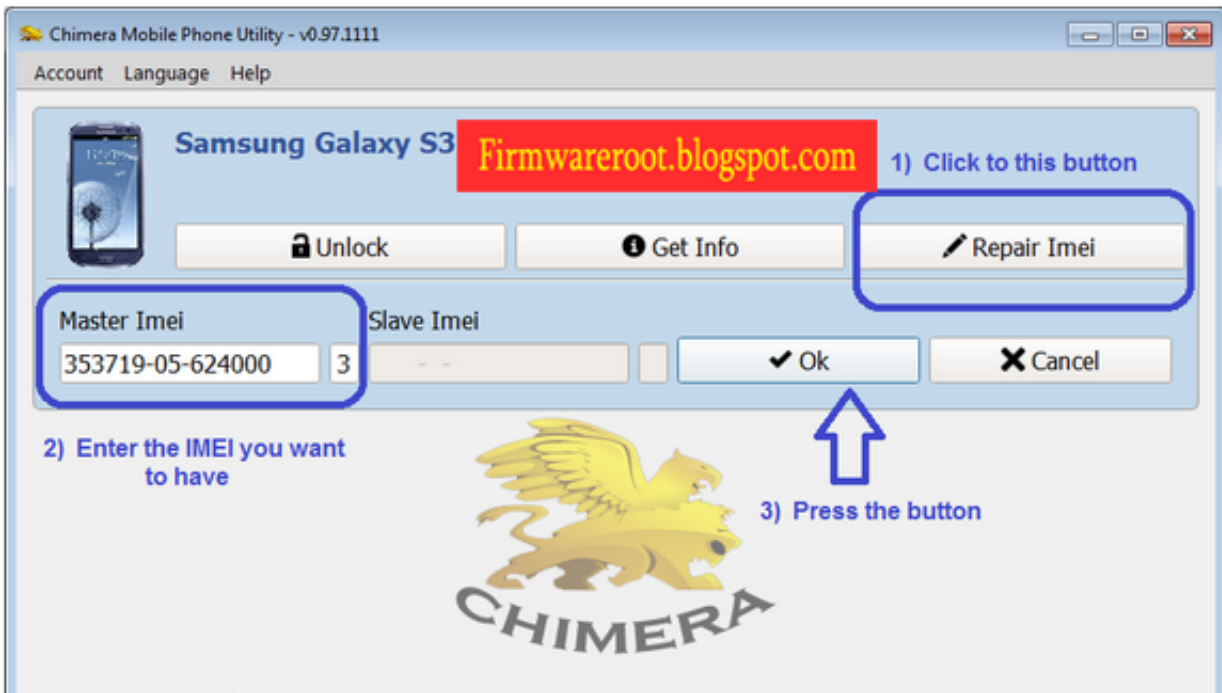 Chimera Mobile Phone Utility - v0.97.1111
Account Language Help
Samsung Galaxy S3
Firmwareroot.blogspot.com
1) Click to this button
Unlock
Get Info
Repair Imei
Master Imei
Slave Imei
353719-05-624000 3
- -
Ok
Cancel
2) Enter the IMEI you want
to have
3) Press the button
CHIMERA